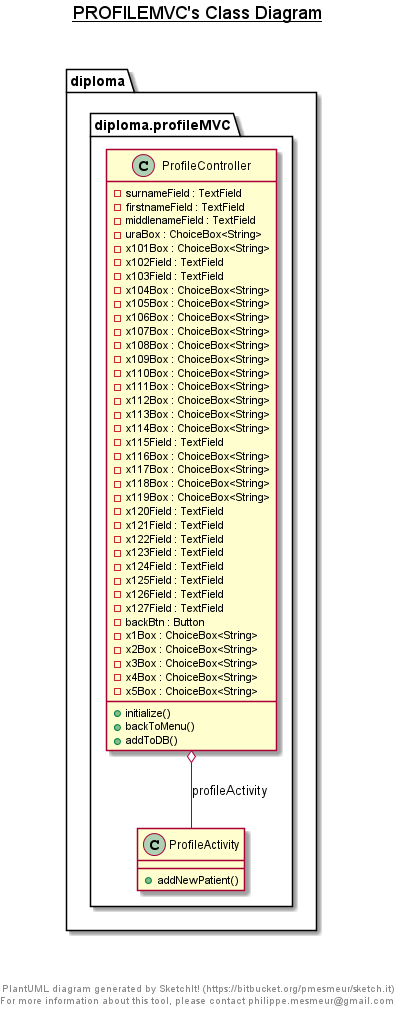 PROFILEMVC's Class Diagram
diploma
diploma.profileMVC
C ProfileController
surnameField : TextField
firstnameField : TextField
middlenameField : TextField
uraBox : ChoiceBox<String>
x101Box : ChoiceBox<String>
x102Field : TextField
x103Field : TextField
x104Box : ChoiceBox<String>
x105Box : ChoiceBox<String>
x106Box : ChoiceBox<String>
x107Box : ChoiceBox<String>
x108Box : ChoiceBox<String>
x109Box : ChoiceBox<String>
x110Box : ChoiceBox<String>
x111Box : ChoiceBox<String>
x112Box : ChoiceBox<String>
x113Box : ChoiceBox<String>
x114Box : ChoiceBox<String>
x115Field : TextField
x116Box : ChoiceBox<String>
x117Box : ChoiceBox<String>
x118Box : ChoiceBox<String>
x119Box : ChoiceBox<String>
x120Field : TextField
x121Field : TextField
x122Field : TextField
x123Field : TextField
x124Field : TextField
x125Field : TextField
x126Field : TextField
x127Field : TextField
backBtn : Button
x1Box : ChoiceBox<String>
x2Box : ChoiceBox<String>
x3Box : ChoiceBox<String>
x4Box : ChoiceBox<String>
x5Box : ChoiceBox<String>
initialize()
backToMenu()
addToDB()
profileActivity
C ProfileActivity
addNewPatient()
PlantUML diagram generated by SketchIt! (https://bitbucket.org/pmesmeur/sketch.it)
For more information about this tool, please contact philippe.mesmeur@gmail.com